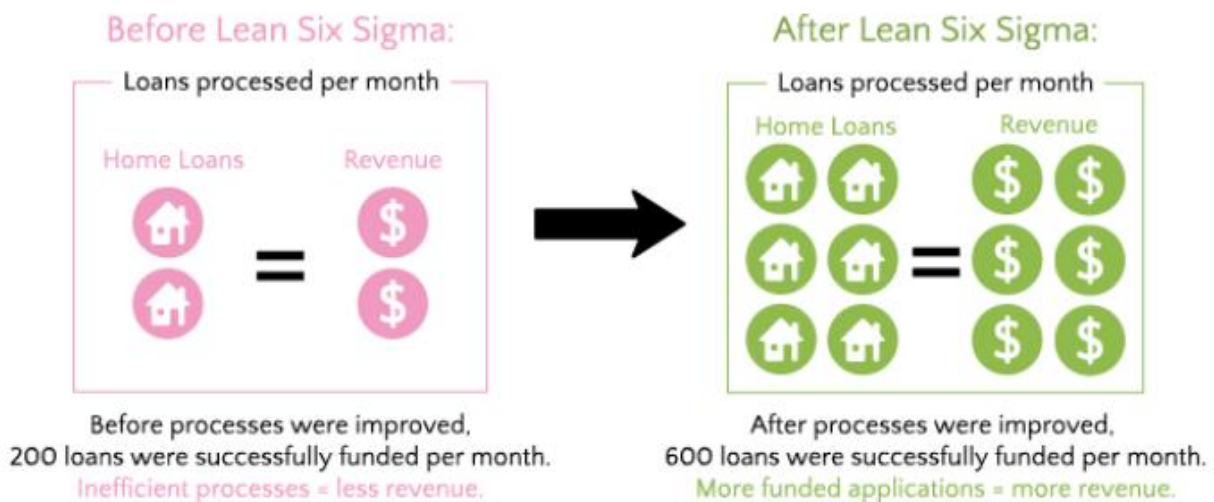 Before Lean Six Sigma:
Loans processed per month
Home Loans
Revenue
$
=
$
Before processes were improved,
200 loans were successfully funded per month.
Inefficient processes = less revenue.
After Lean Six Sigma:
Loans processed per month
Home Loans
Revenue
$ $
=
$ $
$ $
After processes were improved,
600 loans were successfully funded per month.
More funded applications = more revenue.